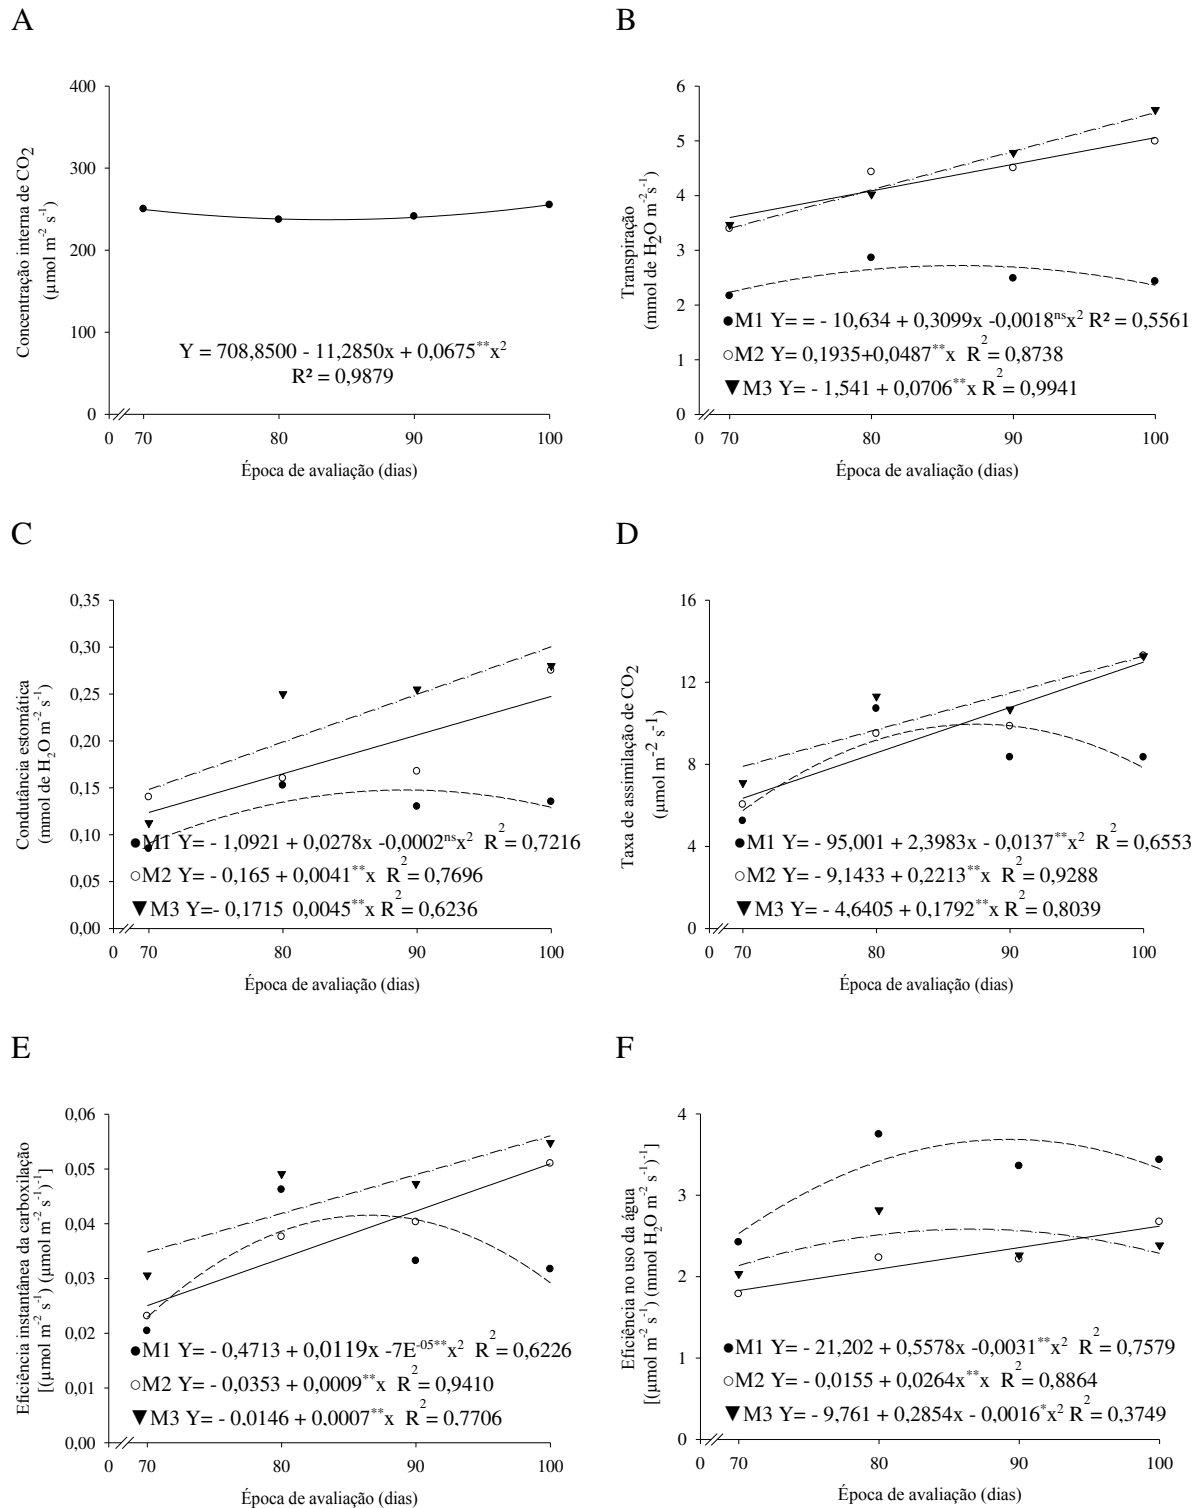 A
Concentração interna de CO2
(µmol m-2 s-1)
400
300
200
100
0
Y = 708,8500 - 11,2850x + 0,0675**x2
R² = 0,9879
0 70 80 90 100
Época de avaliação (dias)
B
Transpiração
(mmol de H2O m-2s-1)
6
5
4
3
2
1
0
M1 Y= = - 10,634 + 0,3099x -0,0018nsx2 R² = 0,5561
M2 Y= 0,1935+0,0487**x R2= 0,8738
M3 Y= - 1,541 + 0,0706**x R2= 0,9941
0 70 80 90 100
Época de avaliação (dias)
C
Condutância estomática
(mmol de H2O m-2 s-1)
0,35
0,30
0,25
0,20
0,15
0,10
0,05
0,00
M1 Y= - 1,0921 + 0,0278x -0,0002nsx2 R2= 0,7216
M2 Y= - 0,165 + 0,0041**x R2= 0,7696
M3 Y=- 0,1715 0,0045**x R2= 0,6236
0 70 80 90 100
Época de avaliação (dias)
D
Taxa de assimilação de CO2
(µmol m-2 s-1)
16
12
8
4
0
M1 Y= - 95,001 + 2,3983x - 0,0137**x2 R2= 0,6553
M2 Y= - 9,1433 + 0,2213**x R2= 0,9288
M3 Y= - 4,6405 + 0,1792**x R2= 0,8039
0 70 80 90 100
Época de avaliação (dias)
E
Eficiência instantânea da carboxilação
[(µmol m-2 s-1) (µmol m-2 s-1)-1]
0,06
0,05
0,04
0,03
0,02
0,01
0,00
M1 Y= - 0,4713 + 0,0119x -7E-05**x2 R2= 0,6226
M2 Y= - 0,0353 + 0,0009**x R2= 0,9410
M3 Y= - 0.0146 + 0,0007**x R2= 0.7706
0 70 80 90 100
Época de avaliação (dias)
F
Eficiência no uso da água
[(µmol m-2 s-1) (mmol H2O m-2 s-1)-1]
4
3
2
1
0
M1 Y= - 21,202 + 0,5578x -0,0031**x2 R2= 0,7579
M2 Y= - 0,0155 + 0,0264x**x R2= 0,8864
M3 Y= - 9,761 + 0,2854x - 0,0016*x2 R2= 0,3749
0 70 80 90 100
Época de avaliação (dias)